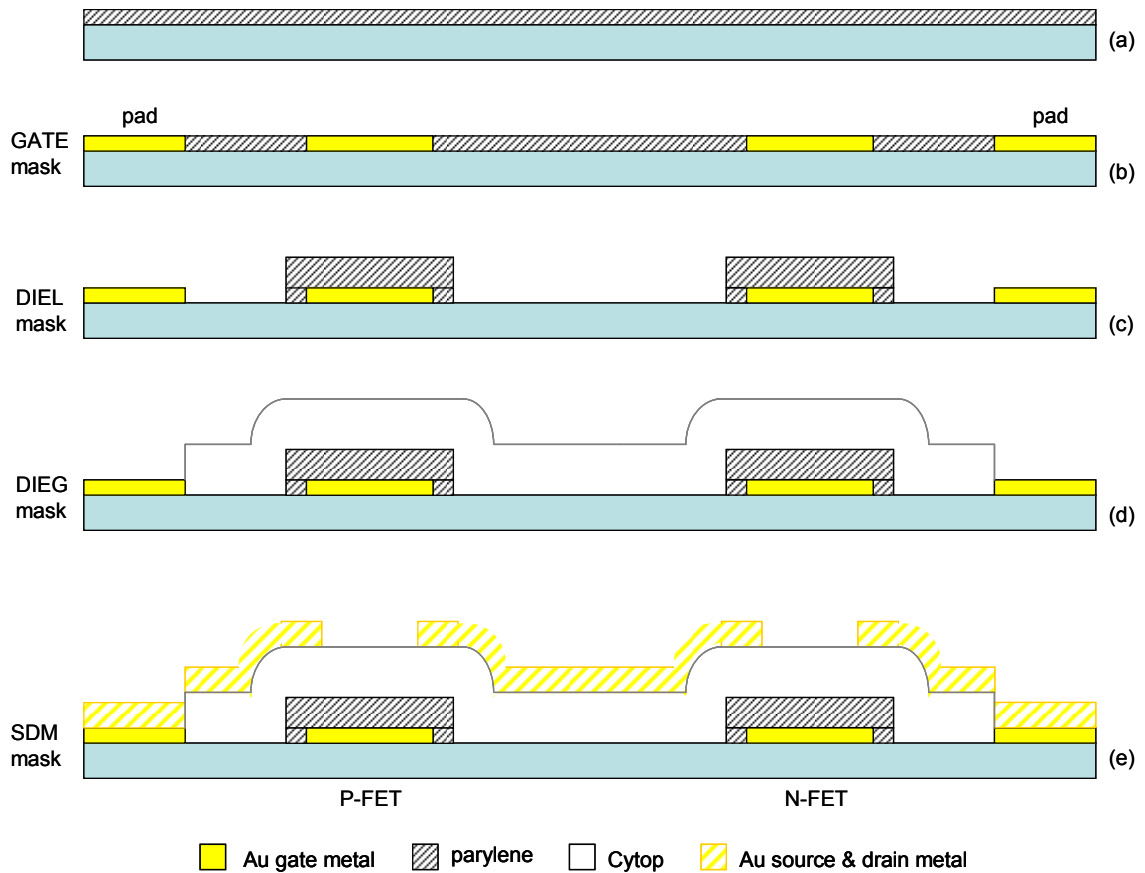 (a)
pad
pad
GATE
mask
(b)
DIEL
mask
(c)
DIEG
mask
(d)
SDM
mask
(e)
P-FET
N-FET
Au gate metal
parylene
Cytop
Au source & drain metal